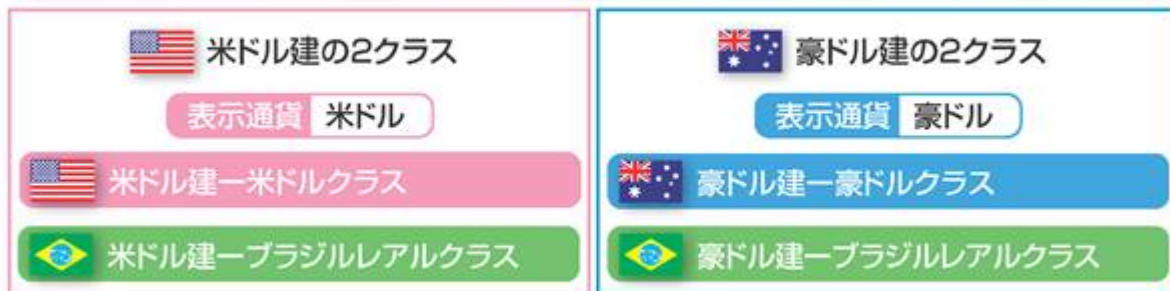 米ドル建の2クラス
表示通貨 米ドル
米ドル建ー米ドルクラス
米ドル建ーブラジルレアルクラス
豪ドル建の2クラス
表示通貨 豪ドル
豪ドル建ー豪ドルクラス
豪ドル建ーブラジルレアルクラス